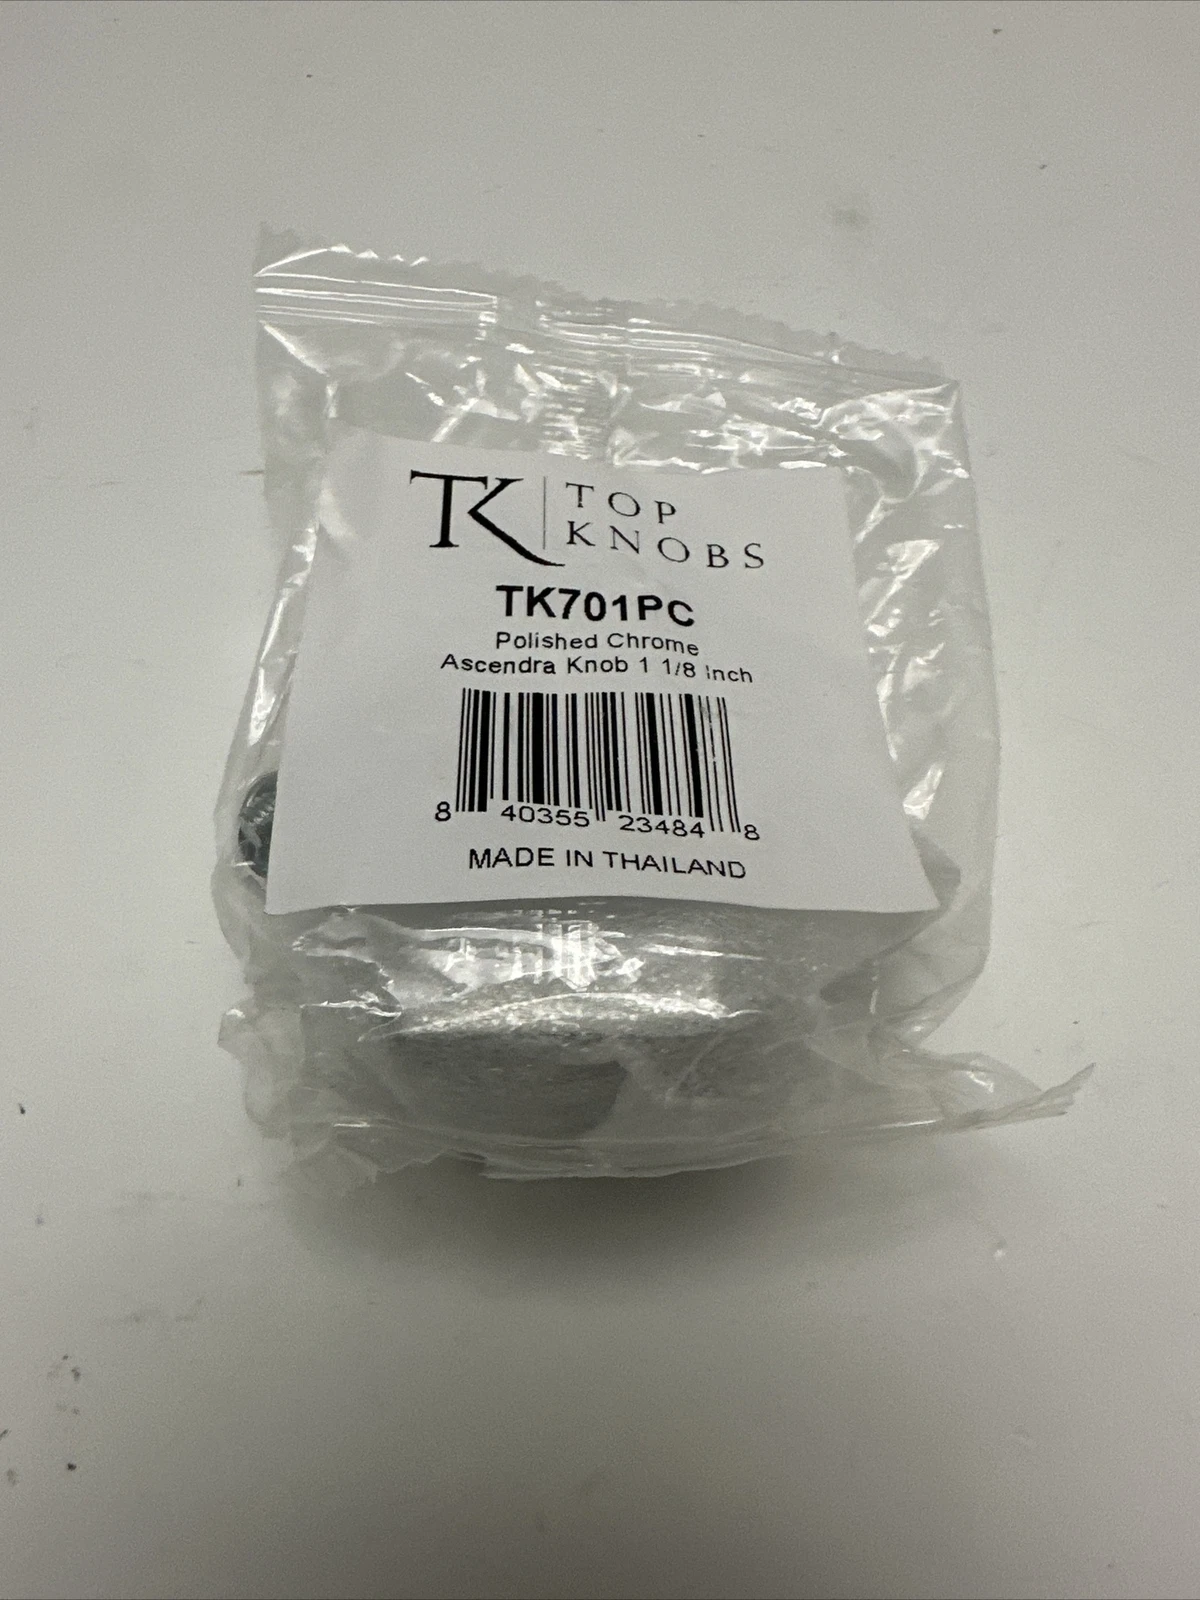 TK
TOP
KNOBS
TK701PC
Polished Chrome
Ascendra Knob 1 1/8 Inch
8 40355 23484 8
MADE IN THAILAND